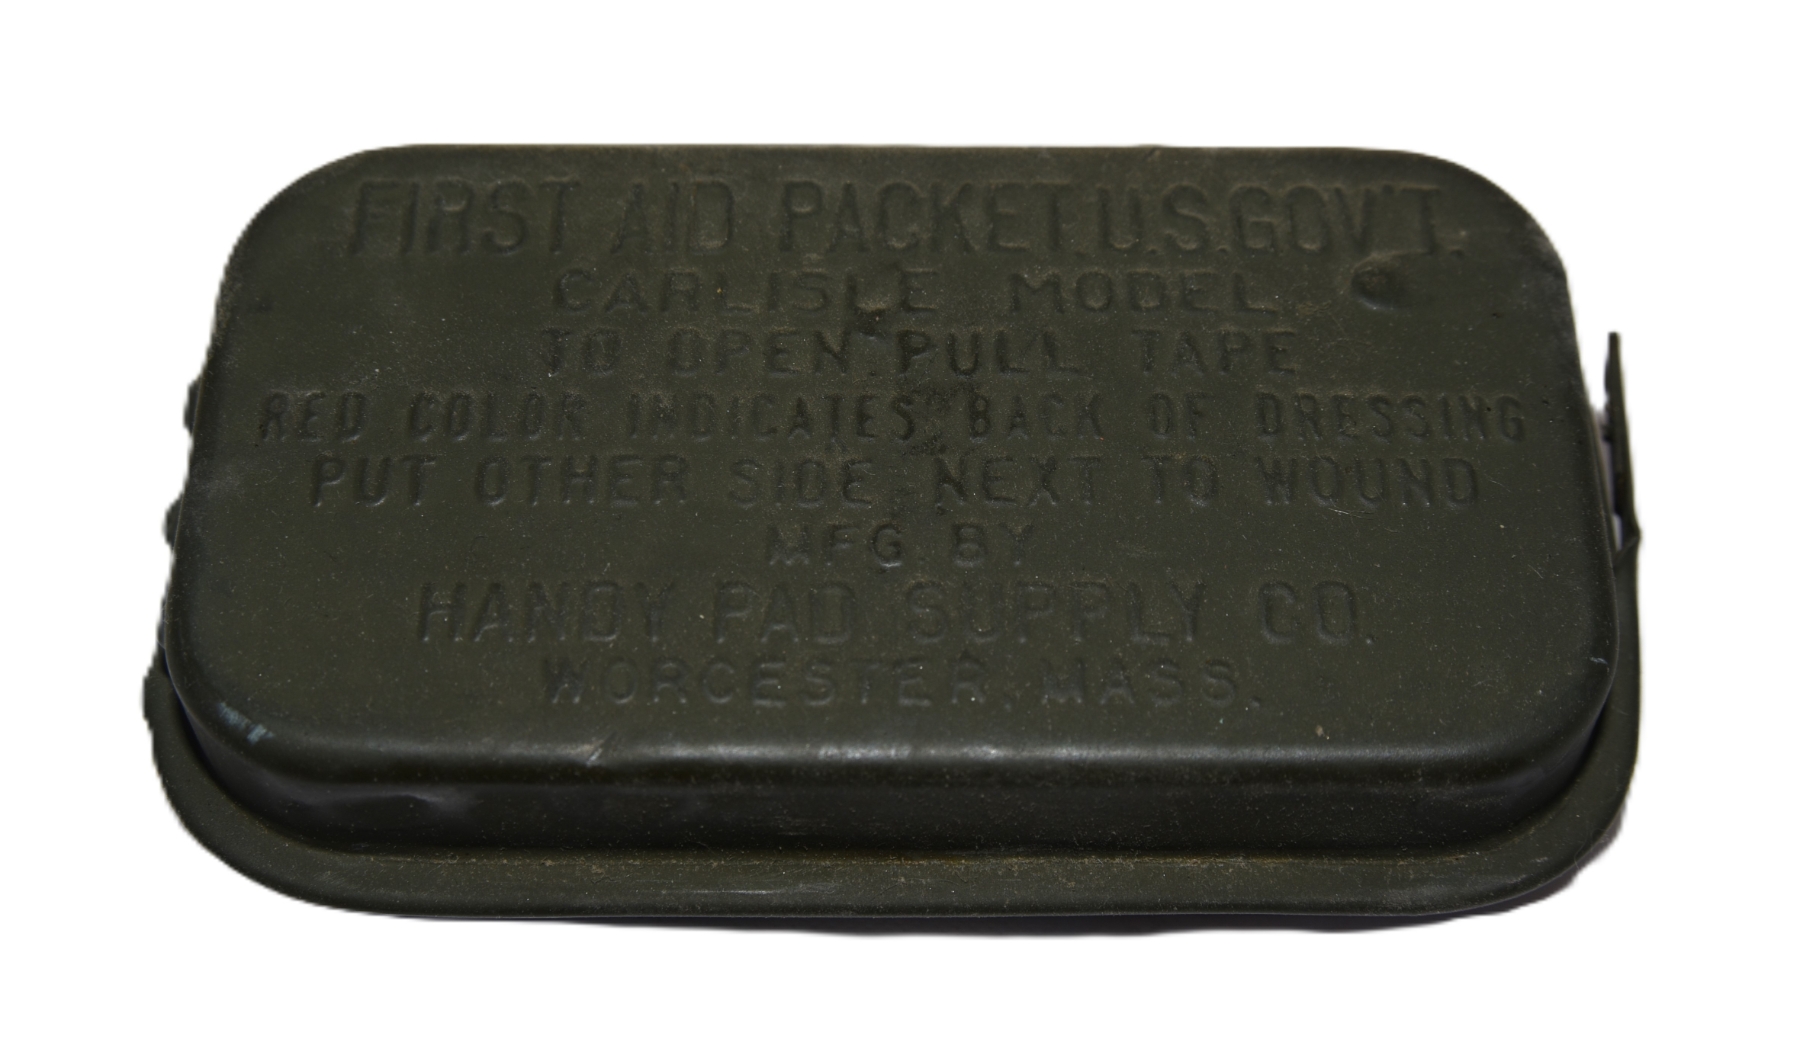 FIRST AID PACKET.U.S.GOV'T.
CARLISLE MODEL
TO OPEN PULL TAPE
RED COLOR INDICATES BACK OF DRESSING
PUT OTHER SIDE NEXT TO WOUND
MFG BY
HANDY PAD SUPPLY CO.
WORCESTER, MASS.